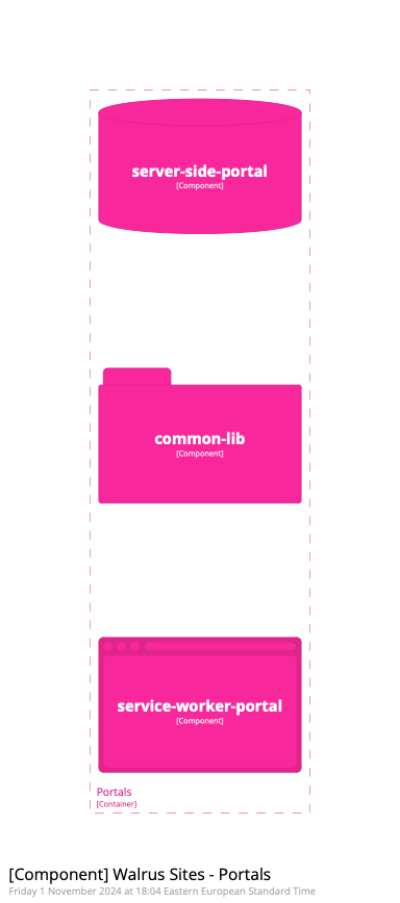 server-side-portal
[Component]
common-lib
[Component]
service-worker-portal
[Component]
Portals
[Container]
[Component] Walrus Sites - Portals
Friday 1 November 2024 at 18:04 Eastern European Standard Time